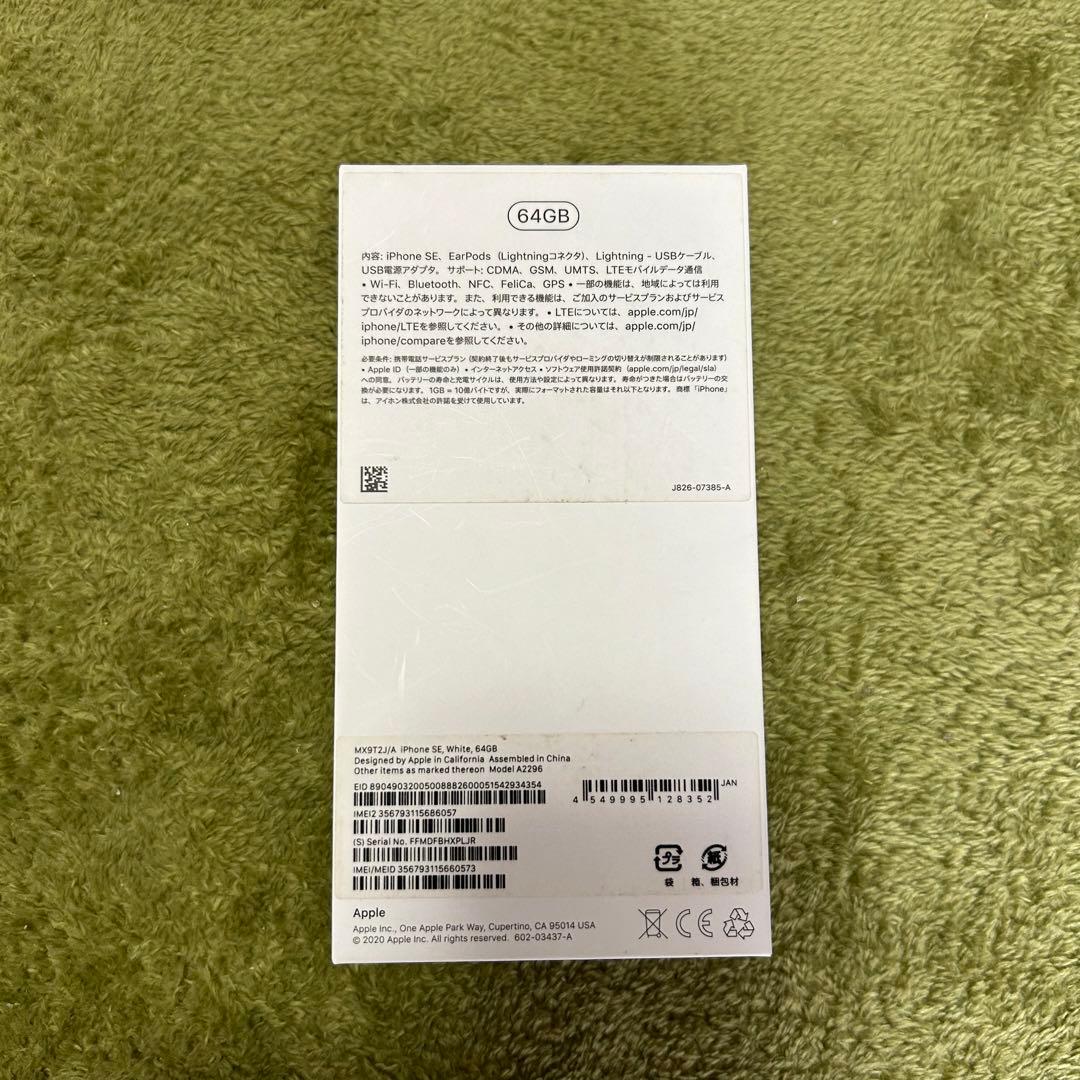 64GB
内容: iPhone SE、EarPods（Lightningコネクタ）、Lightning - USBケーブル、
USB電源アダプタ。 サポート: CDMA、GSM、UMTS、LTEモバイルデータ通信
• Wi-Fi、Bluetooth、NFC、FeliCa、GPS • 一部の機能は、地域によっては利用
できないことがあります。また、利用できる機能は、ご加入のサービスプランおよびサービス
プロバイダのネットワークによって異なります。• LTEについては、apple.com/jp/
iphone/LTEを参照してください。 • その他の詳細については、apple.com/jp/
iphone/compareを参照してください。
必要条件: 携帯電話サービスプラン (契約終了後もサービスプロバイダやローミングの切り替えが制限されることがあります)
• Apple ID（一部の機能のみ）• インターネットアクセス • ソフトウェア使用許諾契約（apple.com/jp/legal/sla）
への同意。 バッテリーの寿命と充電サイクルは、使用方法や設定によって異なります。 寿命がつきた場合はバッテリーの交
換が必要になります。 1GB = 10億バイトですが、実際にフォーマットされた容量はそれ以下となります。 商標「iPhone」
は、アイホン株式会社の許諾を受けて使用しています。
J826-07385-A
MX9T2J/A iPhone SE, White, 64GB
Designed by Apple in California Assembled in China
Other items as marked thereon Model A2296
EID 89049032005008882600051542934354
JAN
4 549995 128352
IMEI2 356793115686057
(S) Serial No. FFMDFBHXPLJR
IMEI/MEID 356793115660573
プラ
紙
袋
箱、梱包材
Apple
Apple Inc., One Apple Park Way, Cupertino, CA 95014 USA
© 2020 Apple Inc. All rights reserved. 602-03437-A
CE